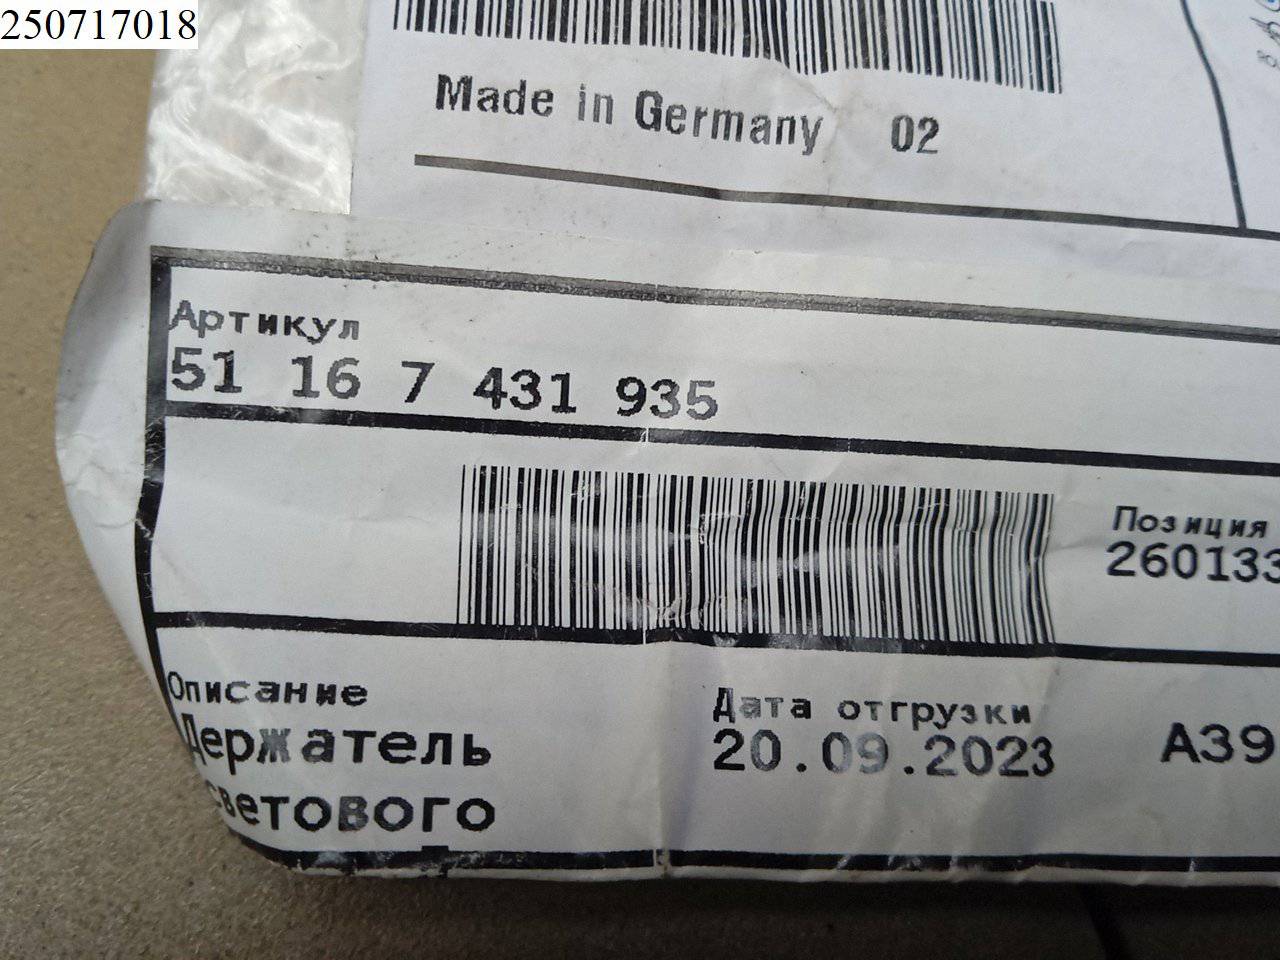 250717018
Made in Germany 02
Артикул
51 16 7 431 935
Позиция
260133
Описание
Держатель
светового
Дата отгрузки
20.09.2023
A39